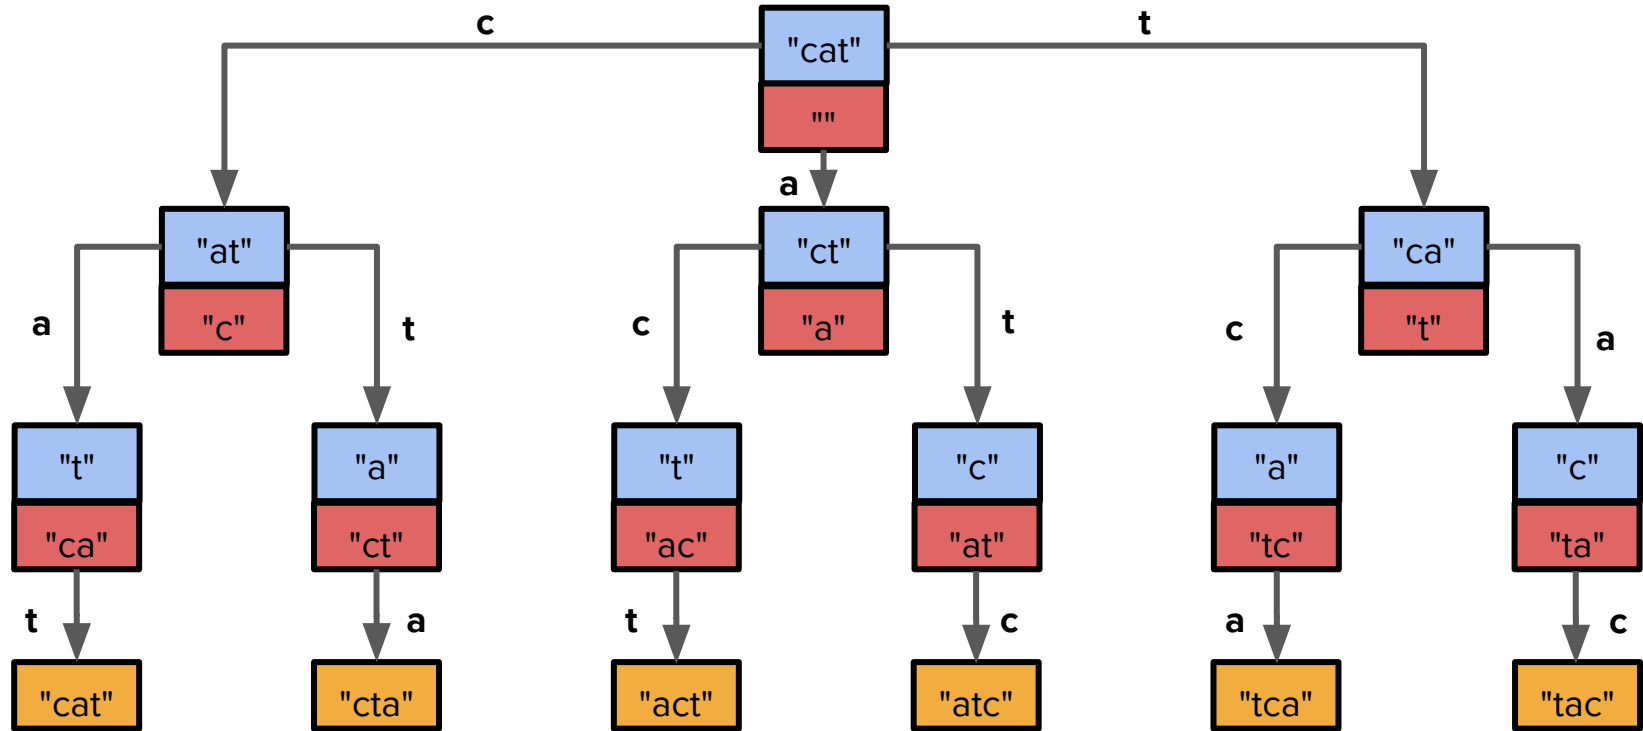 c
"cat"
t
""
a
"at"
"ct"
"ca"
"c"
"a"
"t"
a
t
c
t
c
a
"t"
"a"
"t"
"c"
"a"
"c"
"ca"
"ct"
"ac"
"at"
"tc"
"ta"
t
a
t
c
a
c
"cat"
"cta"
"act"
"atc"
"tca"
"tac"